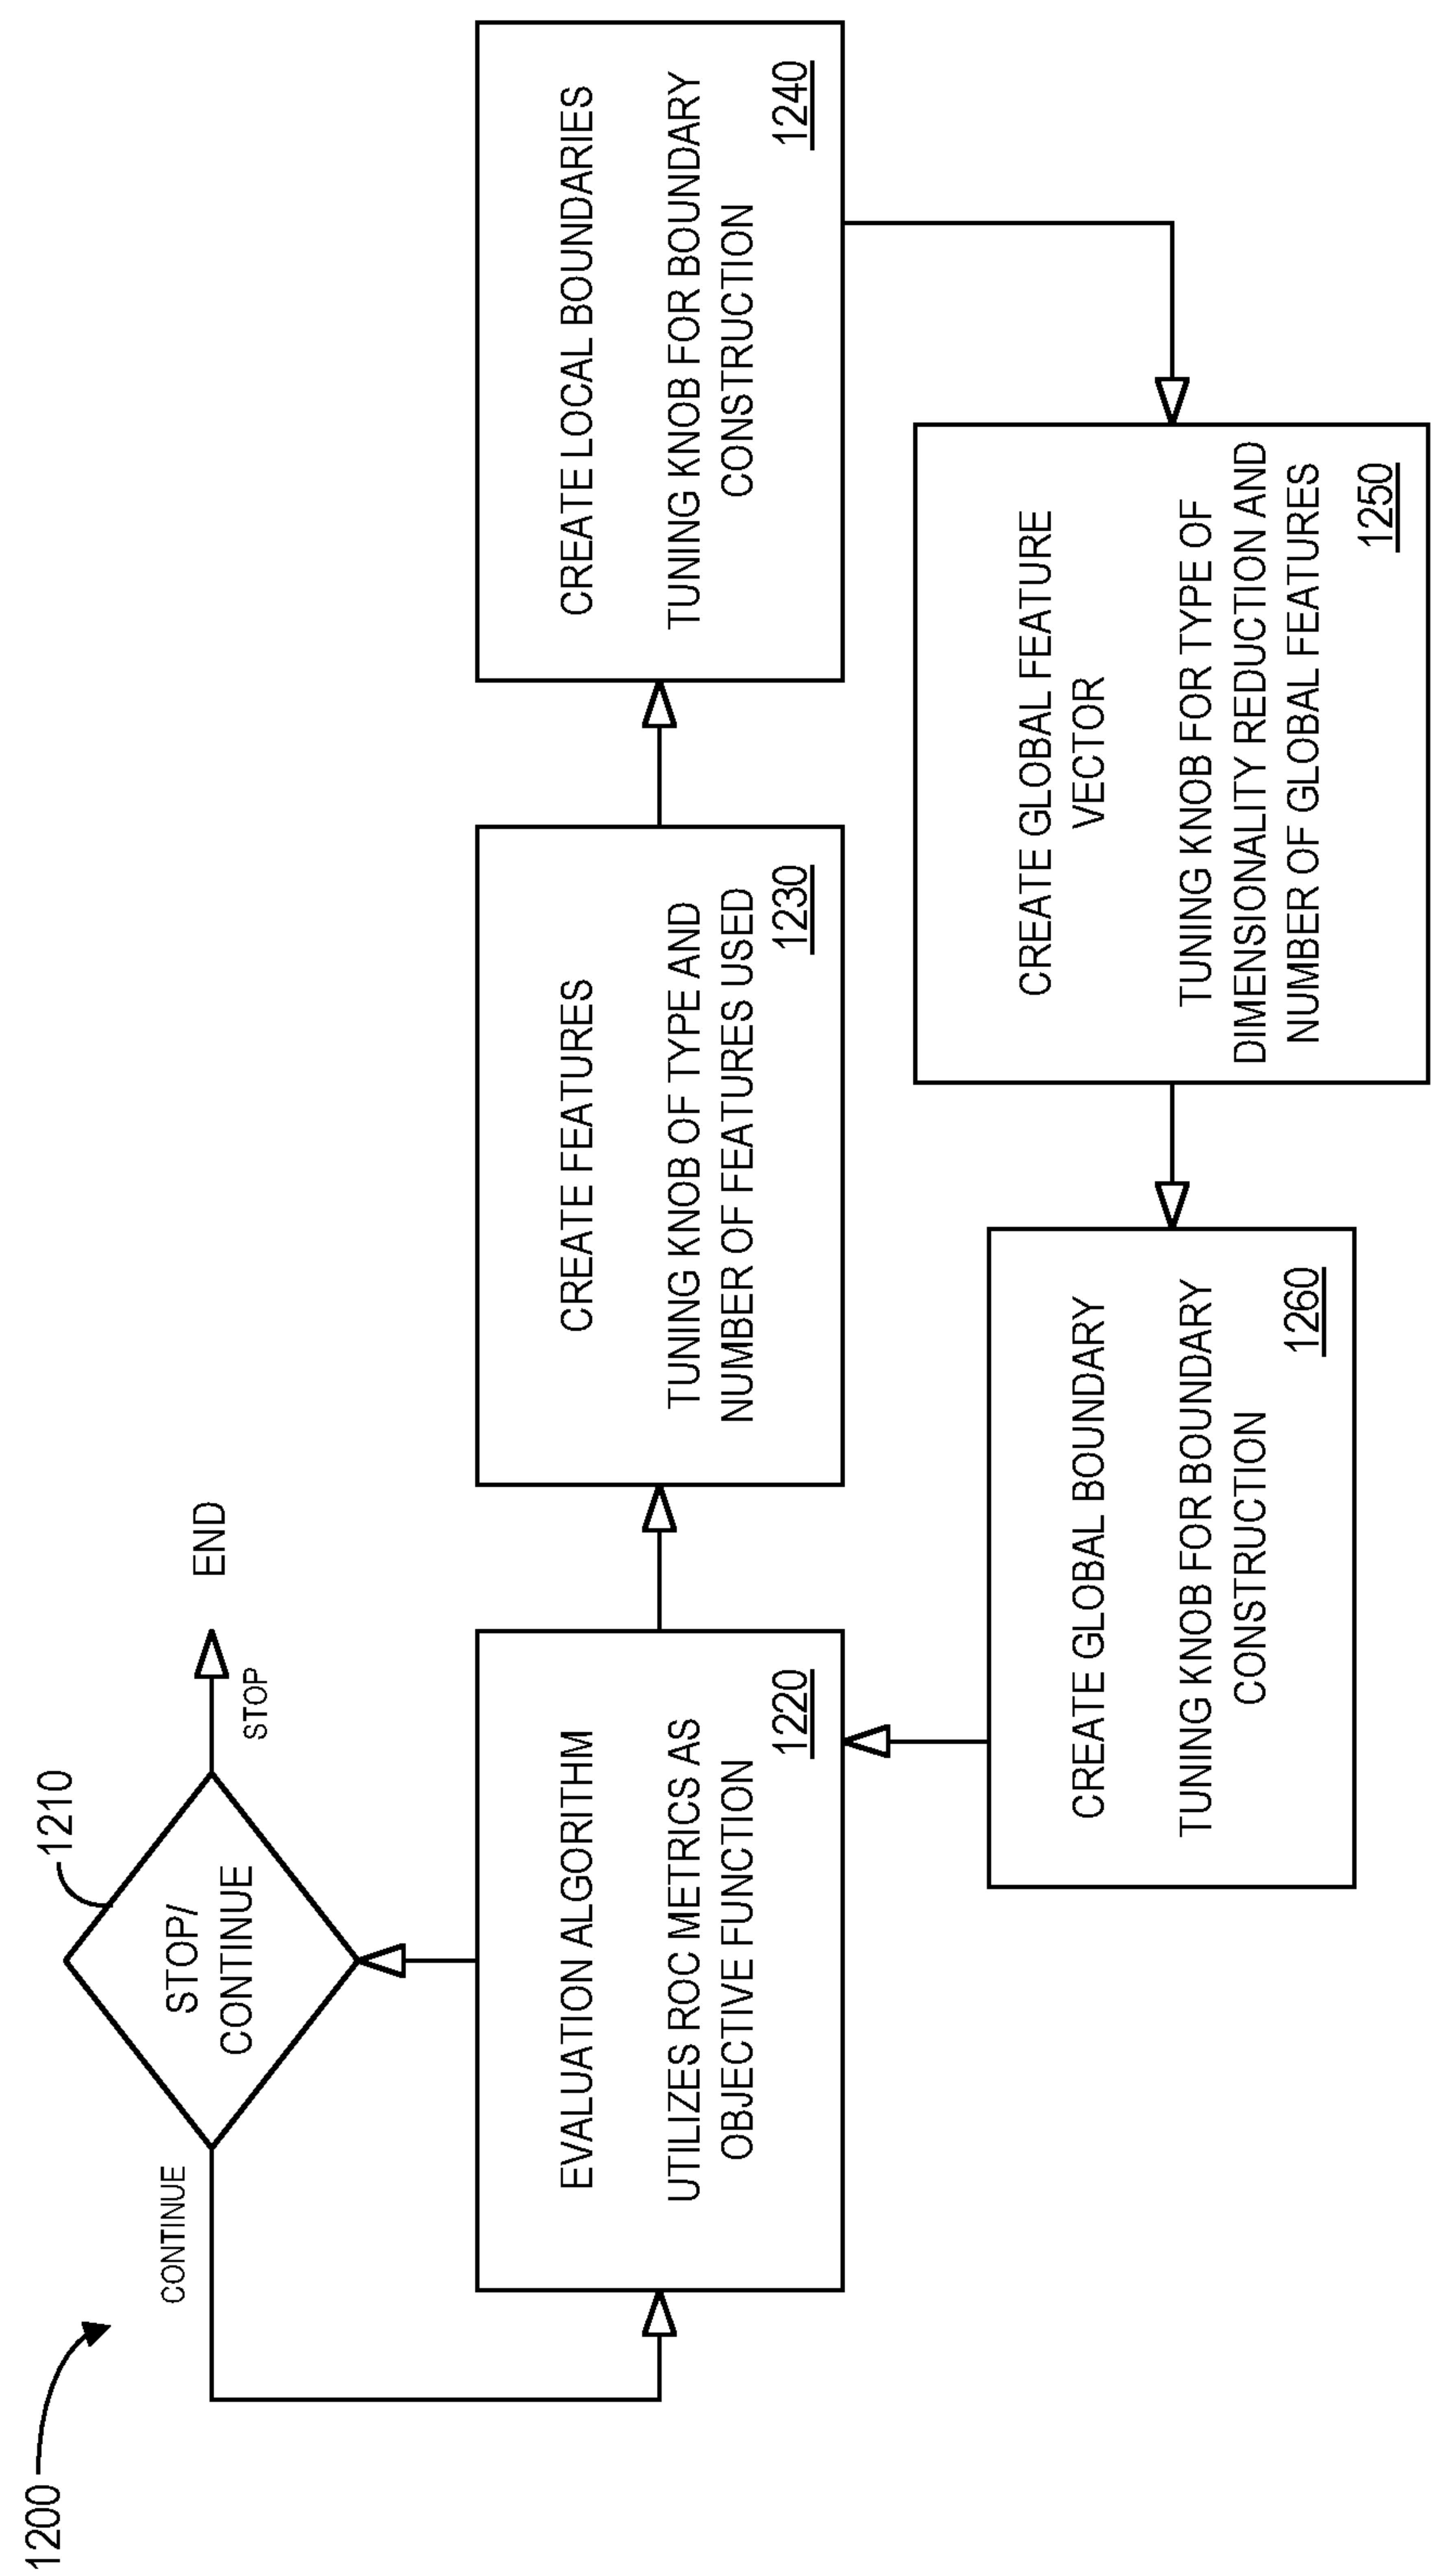 1200
1210
STOP/
CONTINUE
CONTINUE
STOP
END
EVALUATION ALGORITHM
UTILIZES ROC METRICS AS
OBJECTIVE FUNCTION
1220
CREATE FEATURES
TUNING KNOB OF TYPE AND
NUMBER OF FEATURES USED
1230
CREATE LOCAL BOUNDARIES
TUNING KNOB FOR BOUNDARY
CONSTRUCTION
1240
CREATE GLOBAL FEATURE
VECTOR
TUNING KNOB FOR TYPE OF
DIMENSIONALITY REDUCTION AND
NUMBER OF GLOBAL FEATURES
1250
CREATE GLOBAL BOUNDARY
TUNING KNOB FOR BOUNDARY
CONSTRUCTION
1260